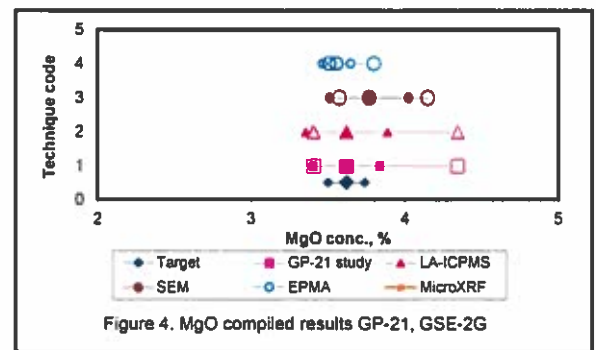 5
4
3
2
1
0
Technique code
2 3 4 5
MgO conc., %
Target GP-21 study LA-ICPMS
SEM EPMA MicroXRF
Figure 4. MgO compiled results GP-21, GSE-2G